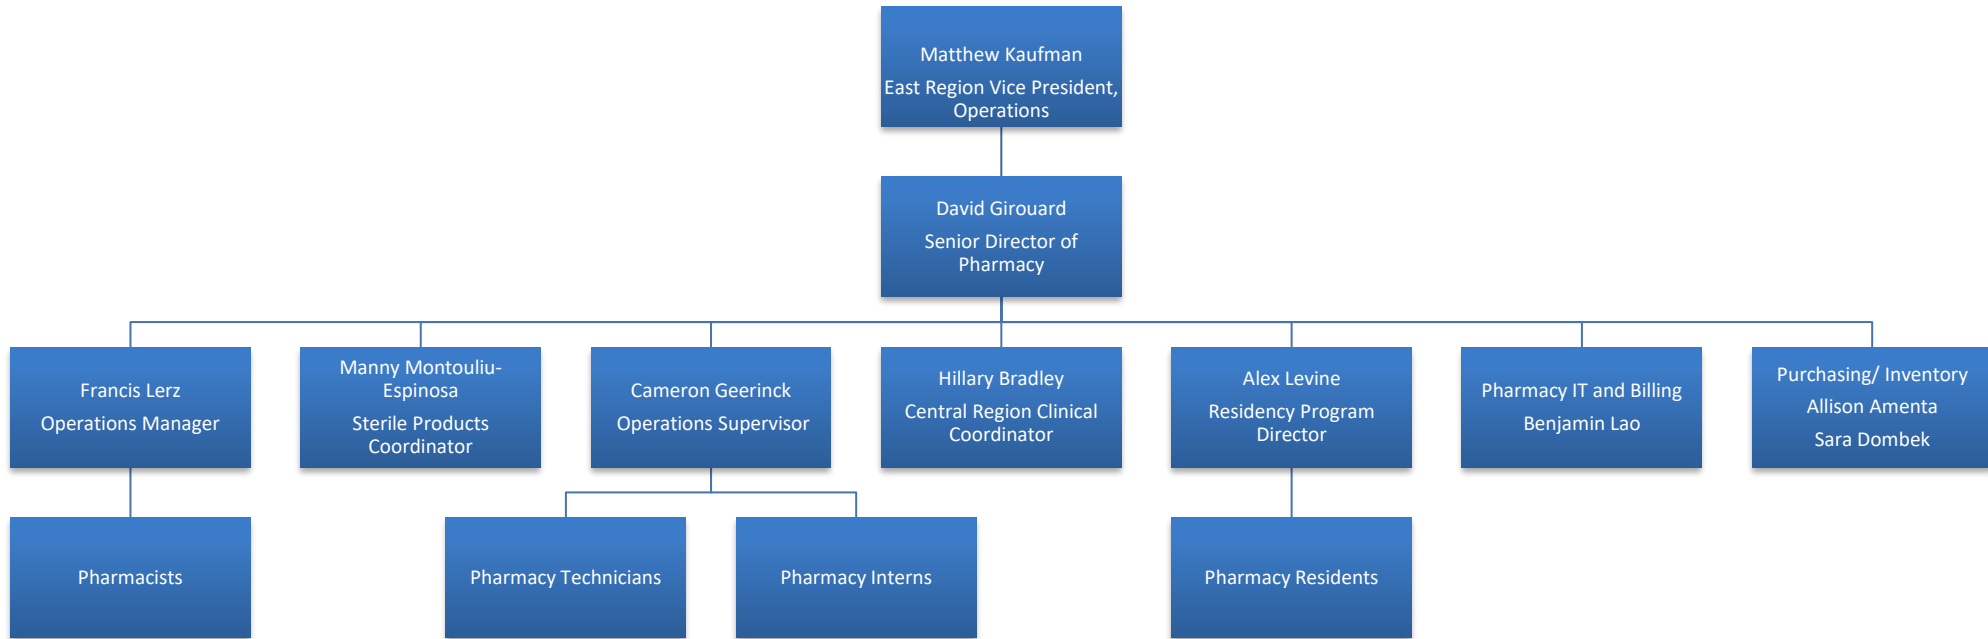 Matthew Kaufman
East Region Vice President,
Operations
David Girouard
Senior Director of
Pharmacy
Francis Lerz
Operations Manager
Manny Montouliu-
Espinosa
Sterile Products
Coordinator
Cameron Geerinck
Operations Supervisor
Hillary Bradley
Central Region Clinical
Coordinator
Alex Levine
Residency Program
Director
Pharmacy IT and Billing
Benjamin Lao
Purchasing/ Inventory
Allison Amenta
Sara Dombek
Pharmacists
Pharmacy Technicians
Pharmacy Interns
Pharmacy Residents